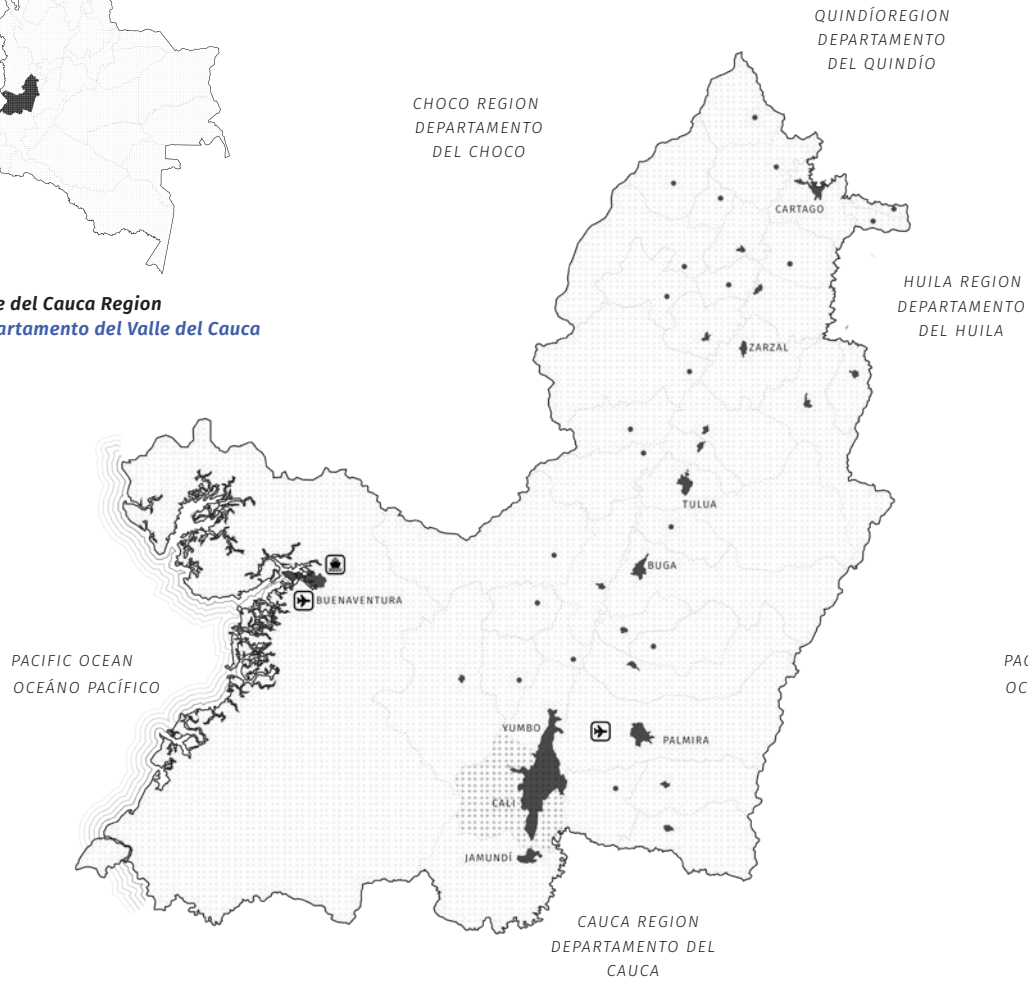 QUINDÍOREGION
DEPARTAMENTO
DEL QUINDÍO
CHOCO REGION
DEPARTAMENTO
DEL CHOCO
CARTAGO
HUILA REGION
DEPARTAMENTO
DEL HUILA
e del Cauca Region
artamento del Valle del Cauca
ZARZAL
TULUA
BUGA
BUENAVENTURA
PACIFIC OCEAN
OCEÁNO PACÍFICO
PAC
OC
YUMBO
PALMIRA
CALI
JAMUNDÍ
CAUCA REGION
DEPARTAMENTO DEL
CAUCA